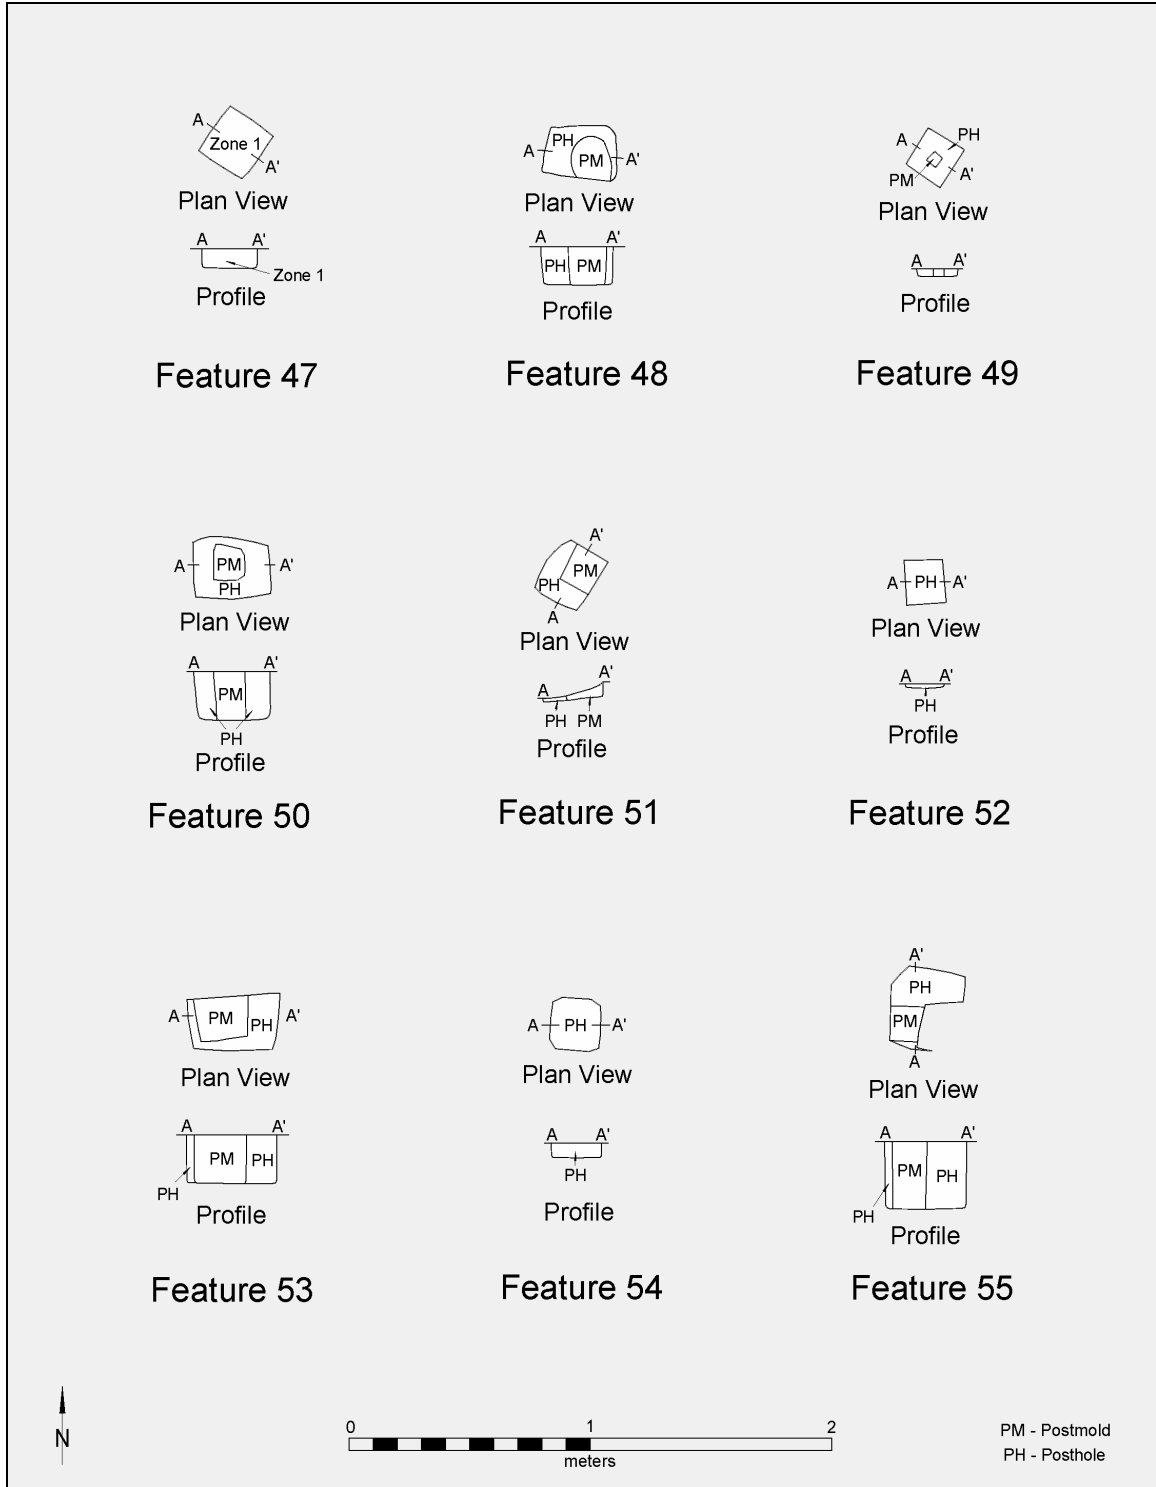 A
Zone 1
A'
Plan View
A A'
Zone 1
Profile
Feature 47
PH
A
PM
A'
Plan View
A A'
PH PM
Profile
Feature 48
PH
A
A'
PM
Plan View
A A'
Profile
Feature 49
A PM A'
PH
Plan View
A A'
PM
PH
Profile
Feature 50
A'
PM
PH
A
Plan View
A'
A
PH PM
Profile
Feature 51
A PH A'
Plan View
A A'
PH
Profile
Feature 52
A PM PH A'
Plan View
A A'
PM PH
PH
Profile
Feature 53
A PH A'
Plan View
A A'
PH
Profile
Feature 54
A'
PH
PM
A
Plan View
A A'
PM PH
PH
Profile
Feature 55
N
0 1 2
meters
PM - Postmold
PH - Posthole